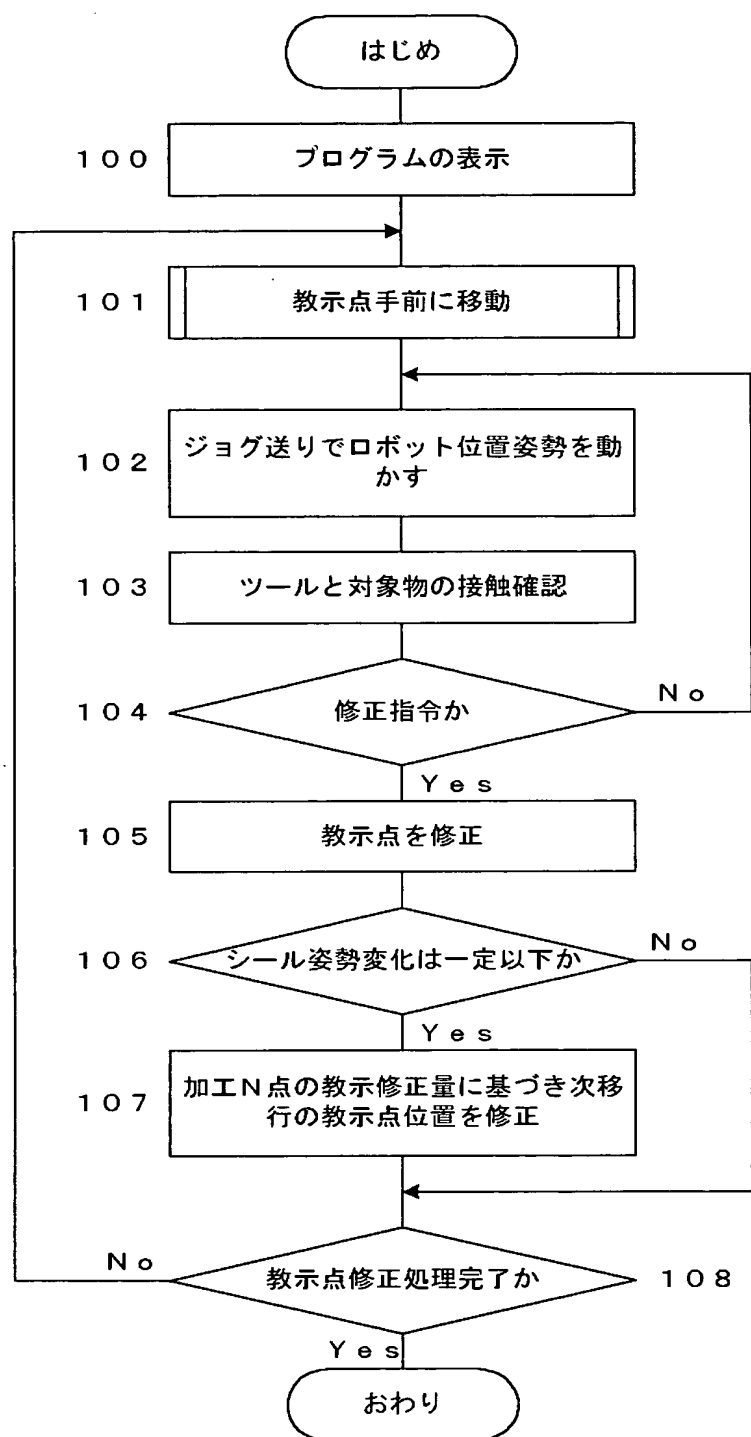 はじめ
100
プログラムの表示
101
教示点手前に移動
102
ジョグ送りでロボット位置姿勢を動
かす
103
ツールと対象物の接触確認
104
修正指令か
No
Yes
105
教示点を修正
106
シール姿勢変化は一定以下か
No
Yes
107
加工N点の教示修正量に基づき次移
行の教示点位置を修正
No
教示点修正処理完了か
108
Yes
おわり